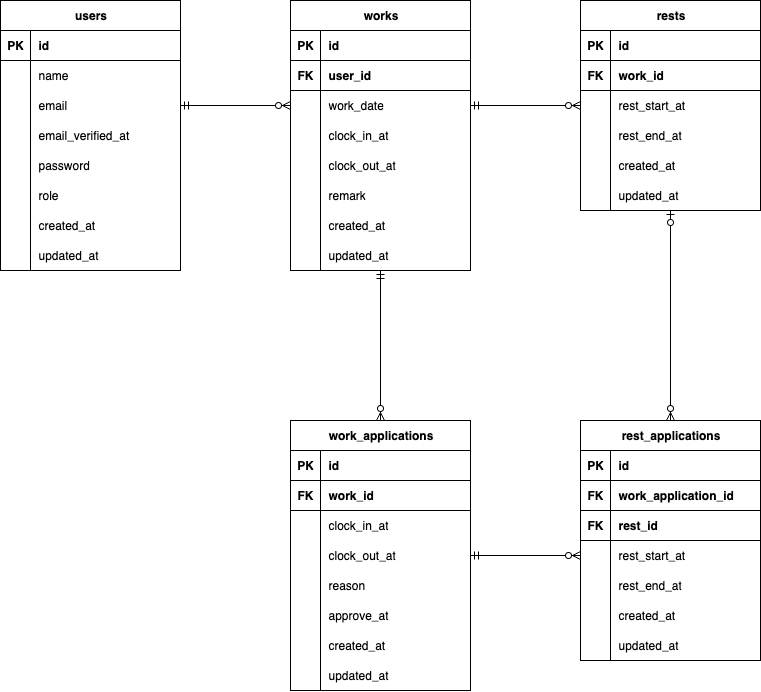 users
PK id
name
email
email_verified_at
password
role
created_at
updated_at
works
PK id
FK user_id
work_date
clock_in_at
clock_out_at
remark
created_at
updated_at
rests
PK id
FK work_id
rest_start_at
rest_end_at
created_at
updated_at
work_applications
PK id
FK work_id
clock_in_at
clock_out_at
reason
approve_at
created_at
updated_at
rest_applications
PK id
FK work_application_id
FK rest_id
rest_start_at
rest_end_at
created_at
updated_at